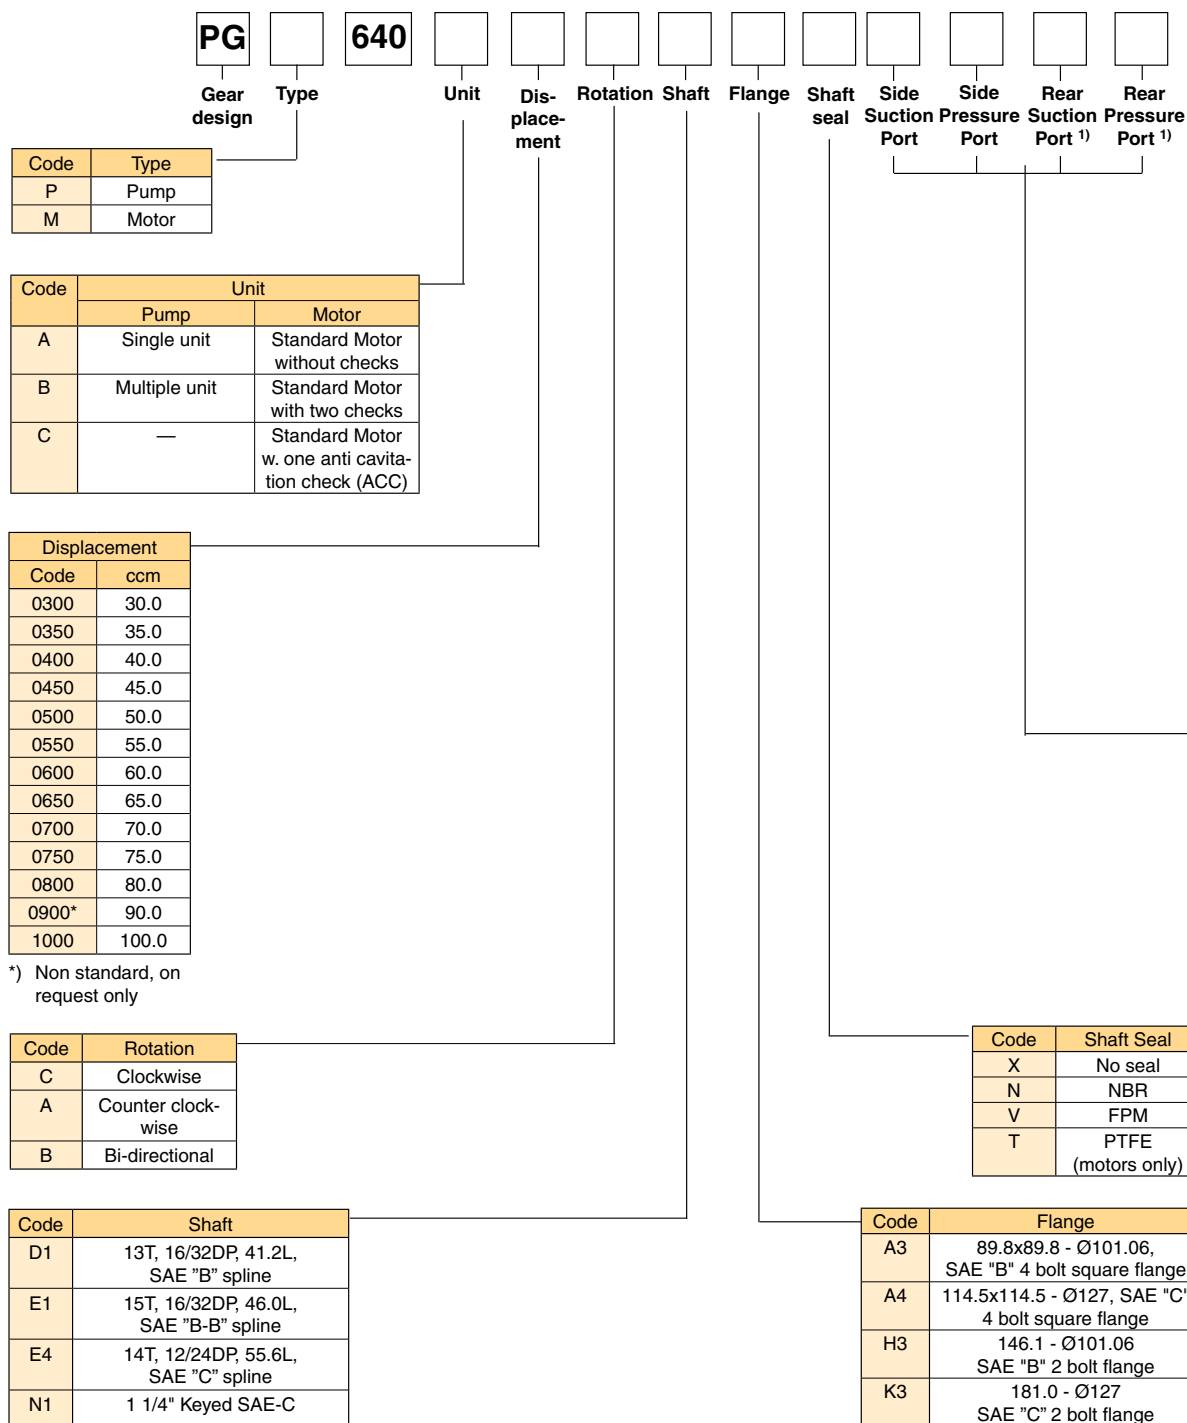 PG 640
Gear design
Type
Unit
Dis-
place-
ment
Rotation
Shaft
Flange
Shaft seal
Side Suction Port
Side Pressure Port
Rear Suction Port 1)
Rear Pressure Port 1)
Code Type
P Pump
M Motor
Code Unit
Pump Motor
A Single unit Standard Motor
without checks
B Multiple unit Standard Motor
with two checks
C — Standard Motor
w. one anti cavita-
tion check (ACC)
Displacement
Code ccm
0300 30.0
0350 35.0
0400 40.0
0450 45.0
0500 50.0
0550 55.0
0600 60.0
0650 65.0
0700 70.0
0750 75.0
0800 80.0
0900* 90.0
1000 100.0
*) Non standard, on
request only
Code Rotation
C Clockwise
A Counter clock-
wise
B Bi-directional
Code Shaft
D1 13T, 16/32DP, 41.2L,
SAE ”B” spline
E1 15T, 16/32DP, 46.0L,
SAE ”B-B” spline
E4 14T, 12/24DP, 55.6L,
SAE ”C” spline
N1 1 1/4" Keyed SAE-C
Code Shaft Seal
X No seal
N NBR
V FPM
T PTFE
(motors only)
Code Flange
A3 89.8x89.8 - Ø101.06,
SAE "B" 4 bolt square flange
A4 114.5x114.5 - Ø127, SAE "C"
4 bolt square flange
H3 146.1 - Ø101.06
SAE "B" 2 bolt flange
K3 181.0 - Ø127
SAE ”C” 2 bolt flange